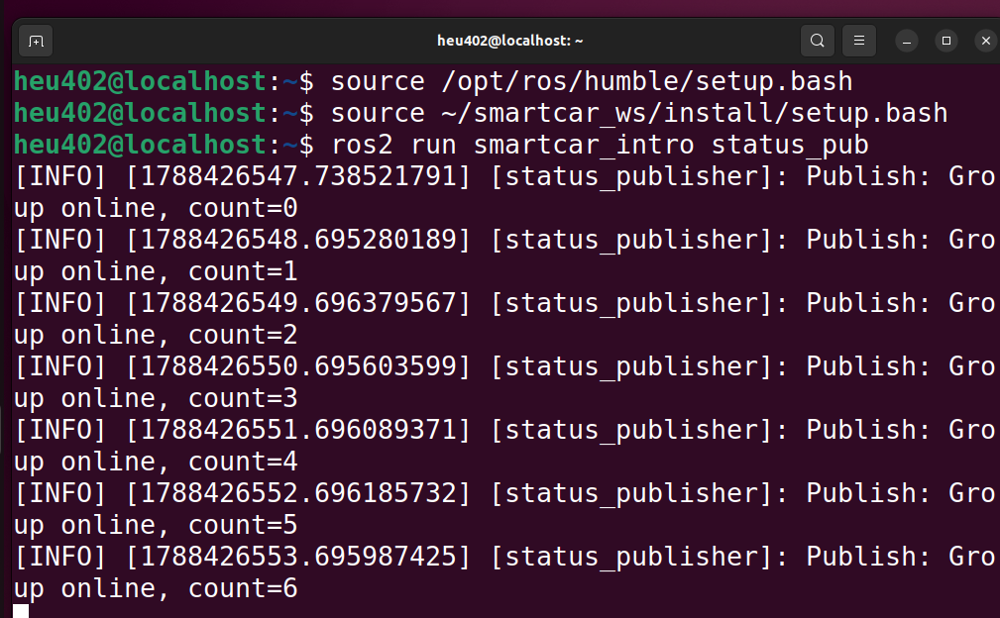 heu402@localhost: ~
heu402@localhost:~$ source /opt/ros/humble/setup.bash
heu402@localhost:~$ source ~/smartcar_ws/install/setup.bash
heu402@localhost:~$ ros2 run smartcar_intro status_pub
[INFO] [1788426547.738521791] [status_publisher]: Publish: Gro
up online, count=0
[INFO] [1788426548.695280189] [status_publisher]: Publish: Gro
up online, count=1
[INFO] [1788426549.696379567] [status_publisher]: Publish: Gro
up online, count=2
[INFO] [1788426550.695603599] [status_publisher]: Publish: Gro
up online, count=3
[INFO] [1788426551.696089371] [status_publisher]: Publish: Gro
up online, count=4
[INFO] [1788426552.696185732] [status_publisher]: Publish: Gro
up online, count=5
[INFO] [1788426553.695987425] [status_publisher]: Publish: Gro
up online, count=6